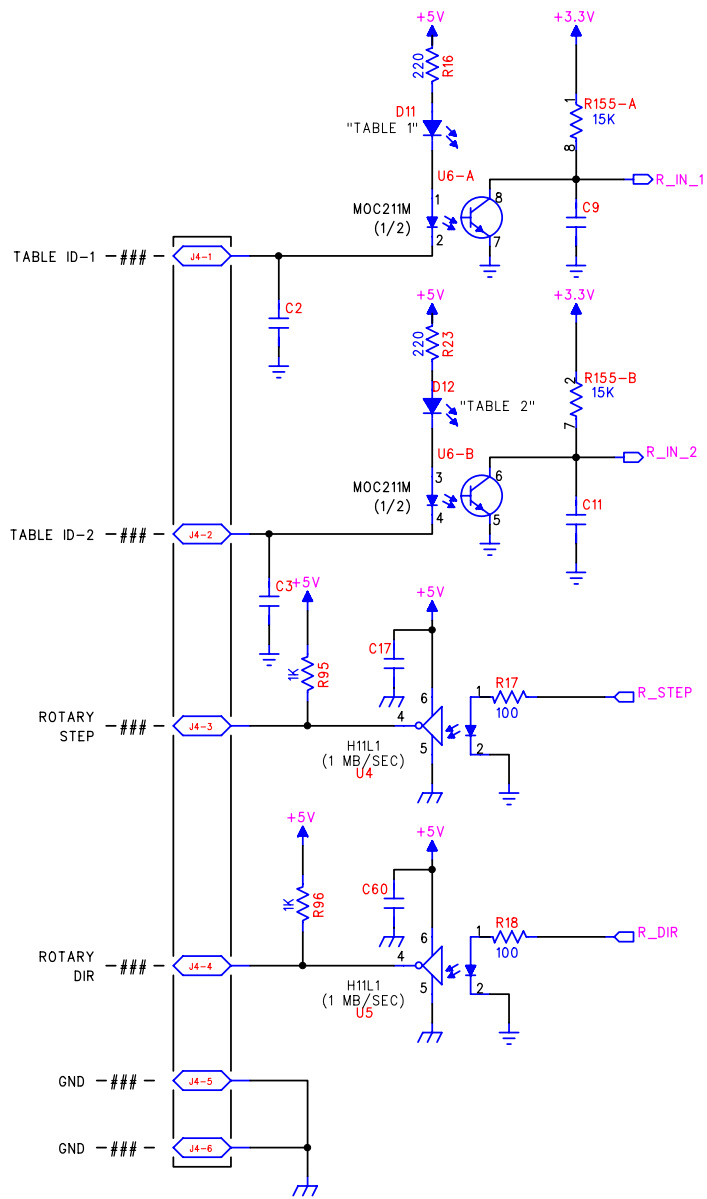 +5V
+3.3V
220
R16
D11
"TABLE 1"
1
R155-A
15K
8
U6-A
1
8
R_IN_1
MOC211M
(1/2)
2
7
C9
TABLE ID-1
###
J4-1
C2
+5V
+3.3V
220
R23
D12
"TABLE 2"
2
R155-B
15K
7
U6-B
3
6
R_IN_2
MOC211M
(1/2)
4
5
C11
TABLE ID-2
###
J4-2
C3
+5V
+5V
1K
R95
C17
6
1
R17
100
R_STEP
ROTARY
STEP
###
J4-3
4
5
2
H11L1
(1 MB/SEC)
U4
+5V
+5V
1K
R96
C60
6
1
R18
100
R_DIR
ROTARY
DIR
###
J4-4
4
5
2
H11L1
(1 MB/SEC)
U5
GND
###
J4-5
GND
###
J4-6